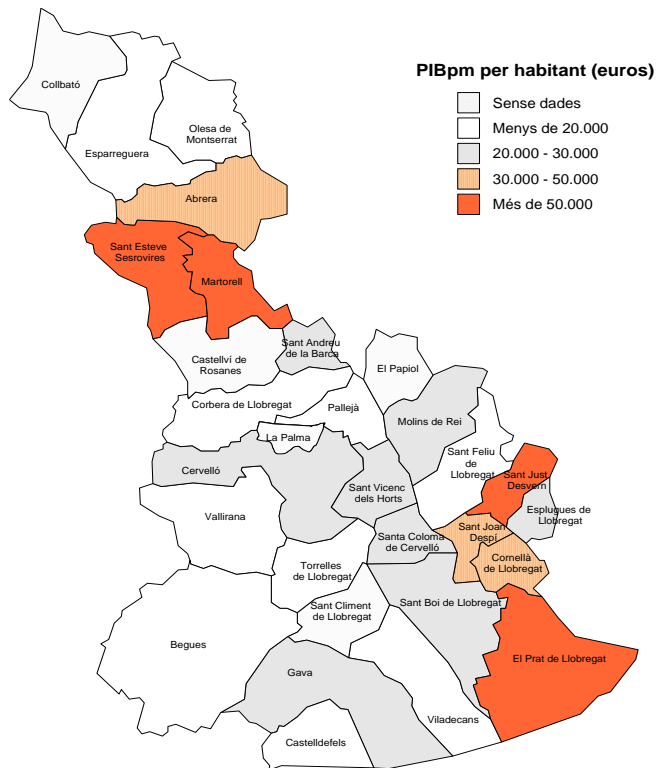 PIBpm per habitant (euros)
Sense dades
Menys de 20.000
20.000 - 30.000
30.000 - 50.000
Més de 50.000
Collbató
Olesa de
Montserrat
Esparreguera
Abrera
Sant Esteve
Sesrovires
Martorell
Sant Andreu
de la Barca
Castellví de
Rosanes
El Papiol
Corbera de Llobregat
Pallejà
Molins de Rei
La Palma
Sant Feliu
de
Llobregat
Cervelló
Sant Just
Desvern
Sant Vicenc
dels Horts
Vallirana
Esplugues de
Llobregat
Sant Joan
Despí
Santa Coloma
de Cervelló
Cornellà
de Llobregat
Torrelles
de Llobregat
Sant Boi de Llobregat
Sant Climent
de Llobregat
Begues
El Prat de Llobregat
Gava
Viladecans
Castelldefels